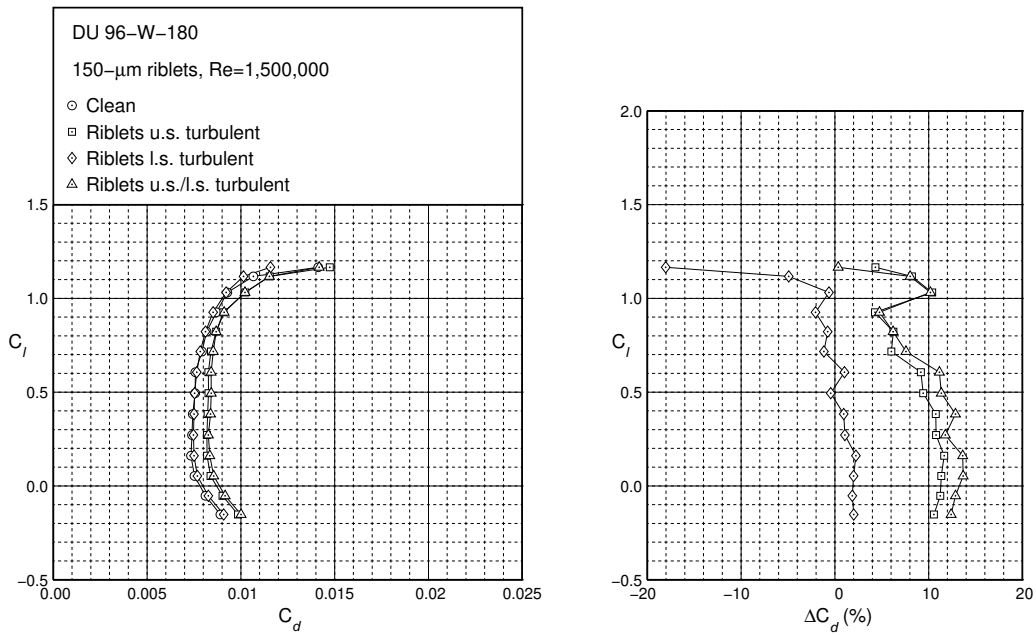 DU 96−W−180
150−µm riblets, Re=1,500,000
Clean
Riblets u.s. turbulent
Riblets l.s. turbulent
Riblets u.s./l.s. turbulent
1.5
1.0
C_l
0.5
0.0
−0.5
0.00 0.005 0.01 0.015 0.02 0.025
C_d
2.0
1.5
1.0
C_l
0.5
0.0
−0.5
−20 −10 0 10 20
ΔC_d (%)